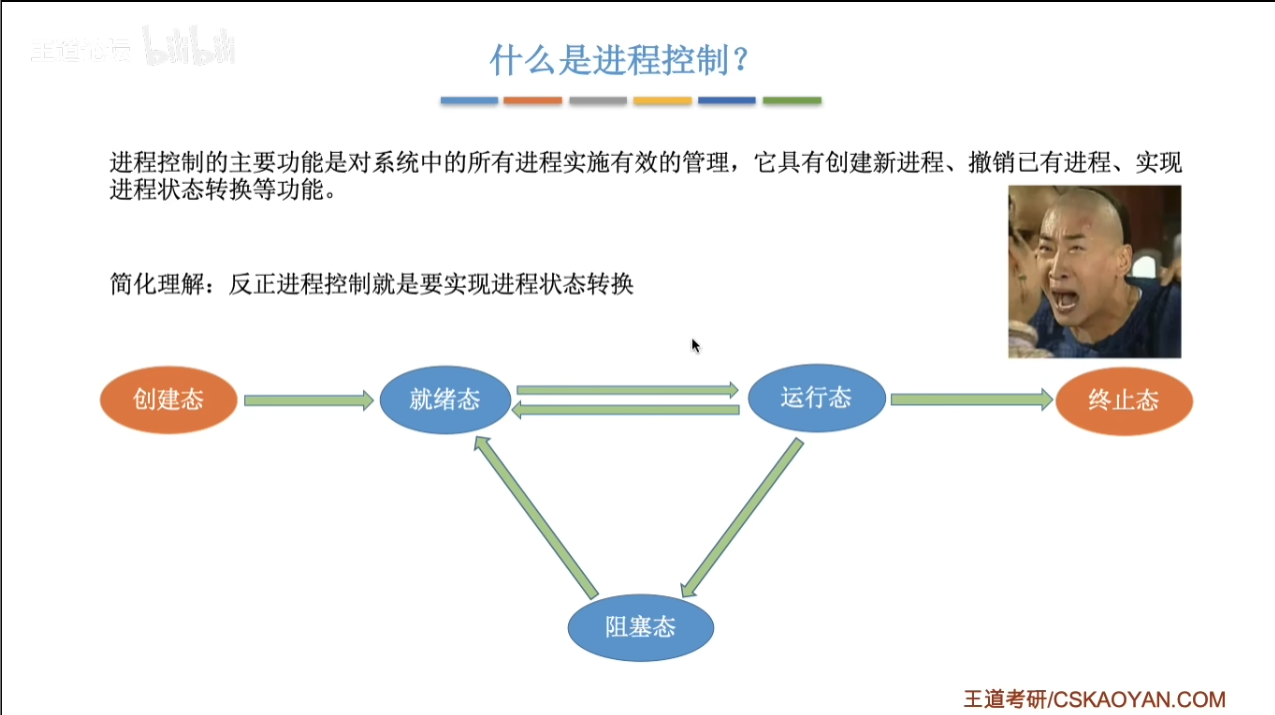 王道论坛 bilibili
什么是进程控制？
进程控制的主要功能是对系统中的所有进程实施有效的管理，它具有创建新进程、撤销已有进程、实现
进程状态转换等功能。
简化理解：反正进程控制就是要实现进程状态转换
创建态
就绪态
运行态
终止态
阻塞态
王道考研/CSKAOYAN.COM